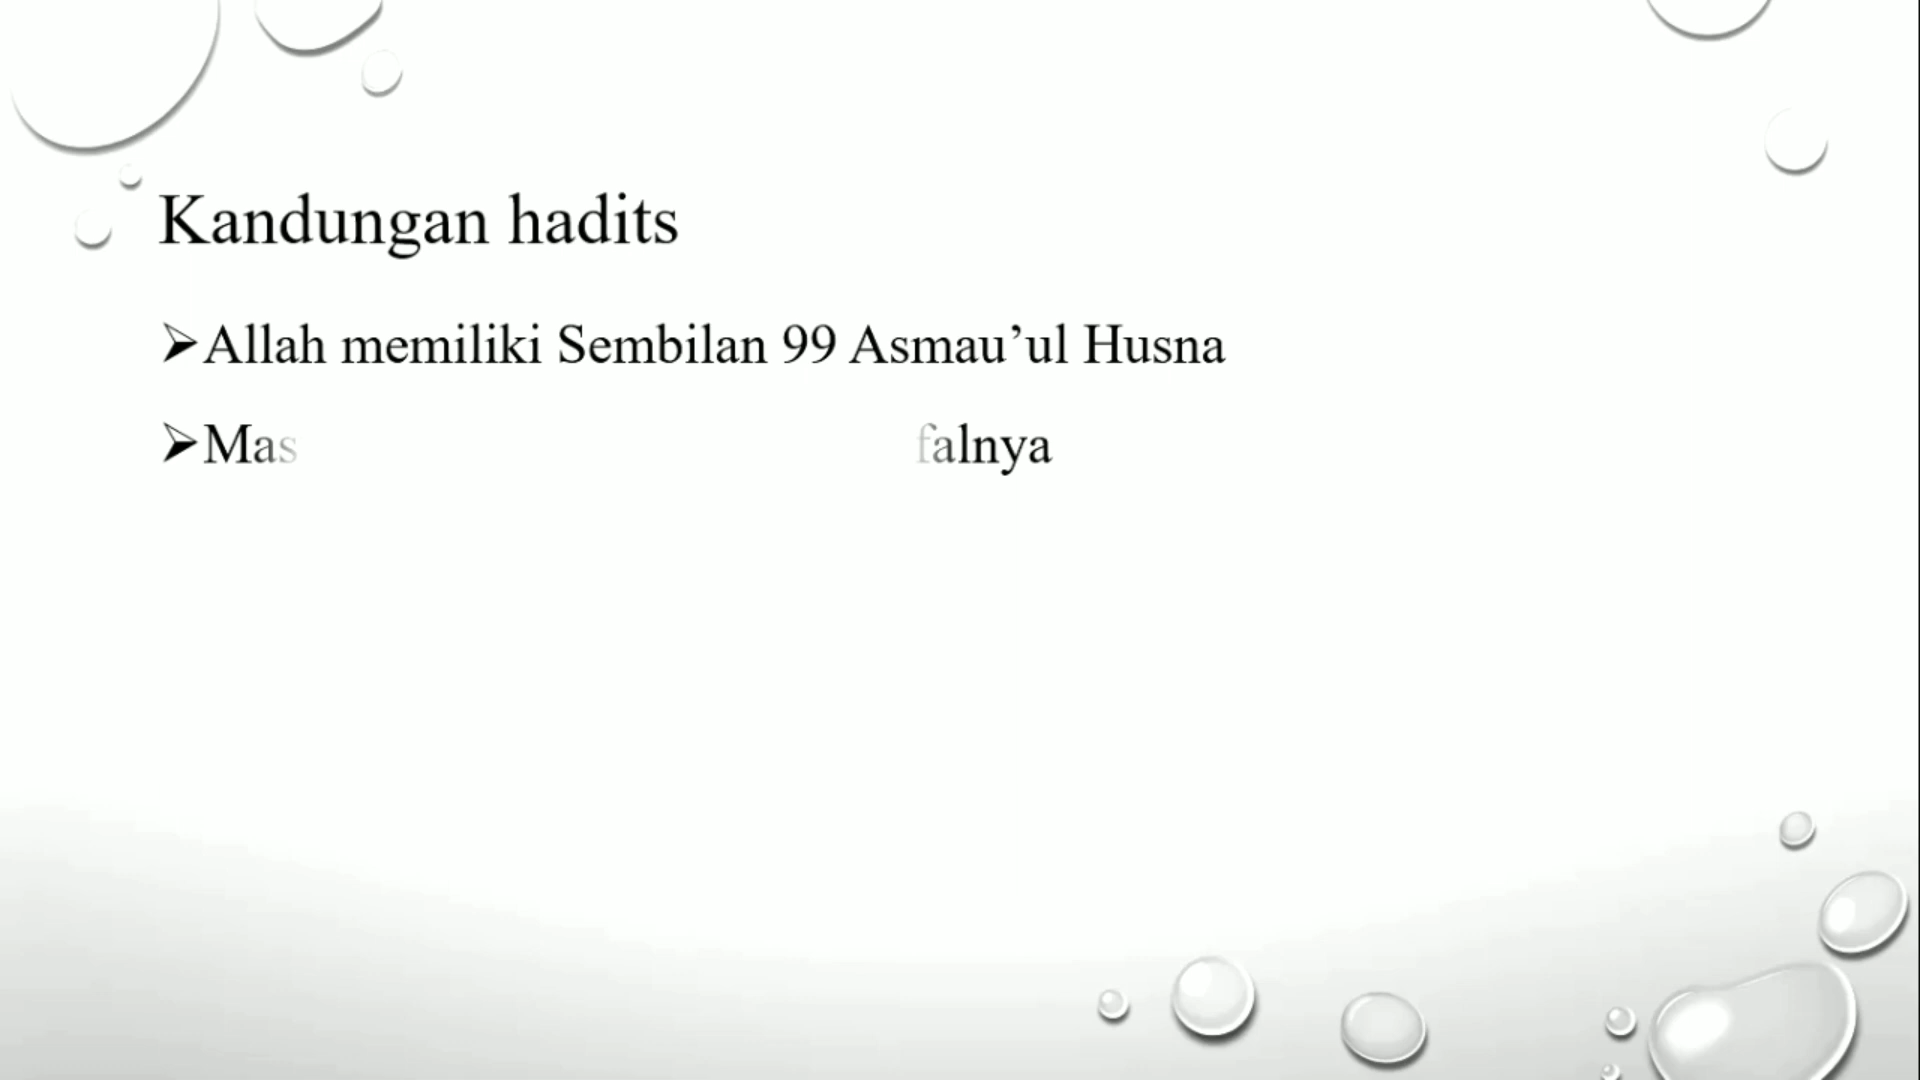 Kandungan hadits
➢Allah memiliki Sembilan 99 Asmau’ul Husna
➢Mas falnya